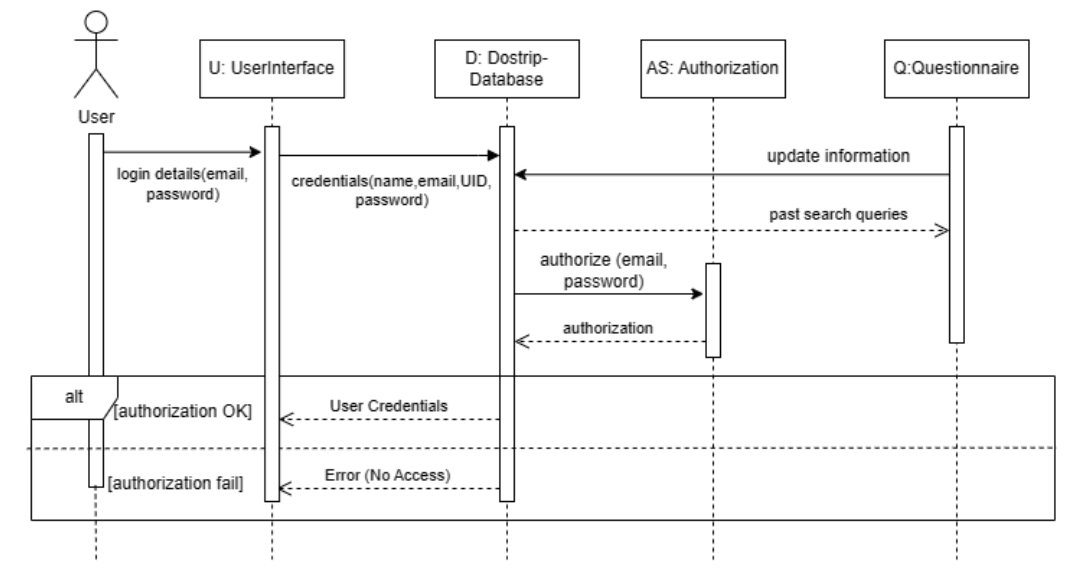 User
U: UserInterface
D: Dostrip-
Database
AS: Authorization
Q:Questionnaire
login details(email,
password)
credentials(name,email,UID,
password)
update information
past search queries
authorize (email,
password)
authorization
alt
[authorization OK]
User Credentials
[authorization fail]
Error (No Access)